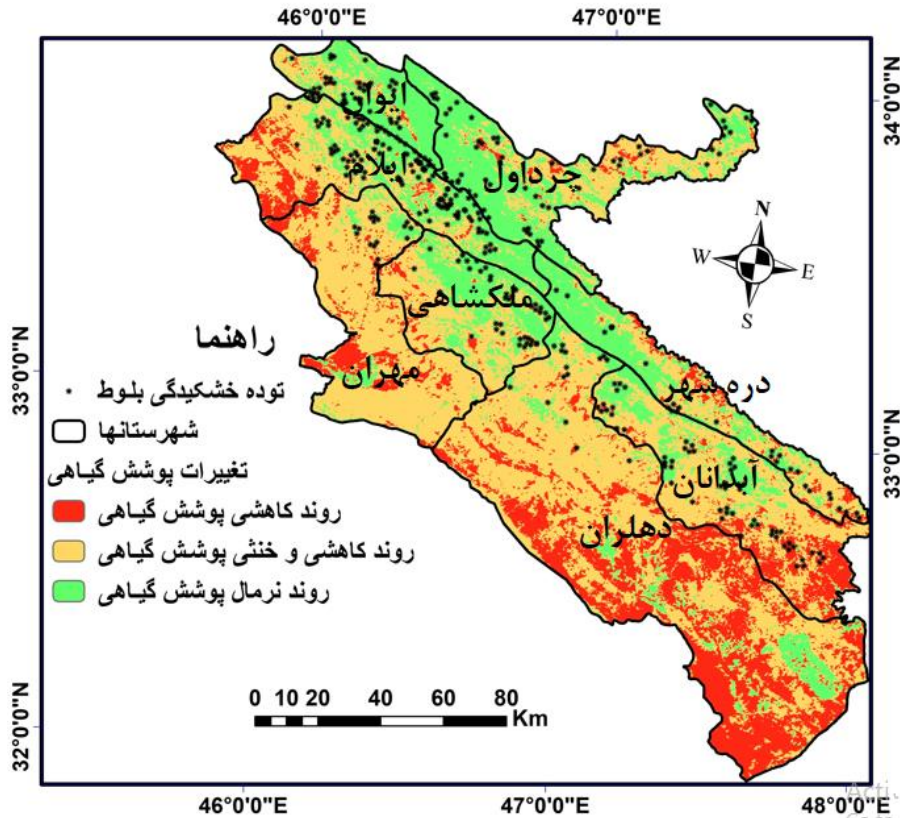 46°0'0"E
47°0'0"E
34°0'0"N
33°0'0"N
33°0'0"N
32°0'0"N
46°0'0"E
47°0'0"E
48°0'0"E
N
W
E
S
ایوان
ایلام
چرداول
ملکشاهی
مهران
دره شهر
آبدانان
دهلران
راهنما
توده خشکیدگی بلوط
شهرستانها
تغییرات پوشش گیاهی
روند کاهشی پوشش گیاهی
روند کاهشی و خنثی پوشش گیاهی
روند نرمال پوشش گیاهی
0 10 20 40 60 80
Km